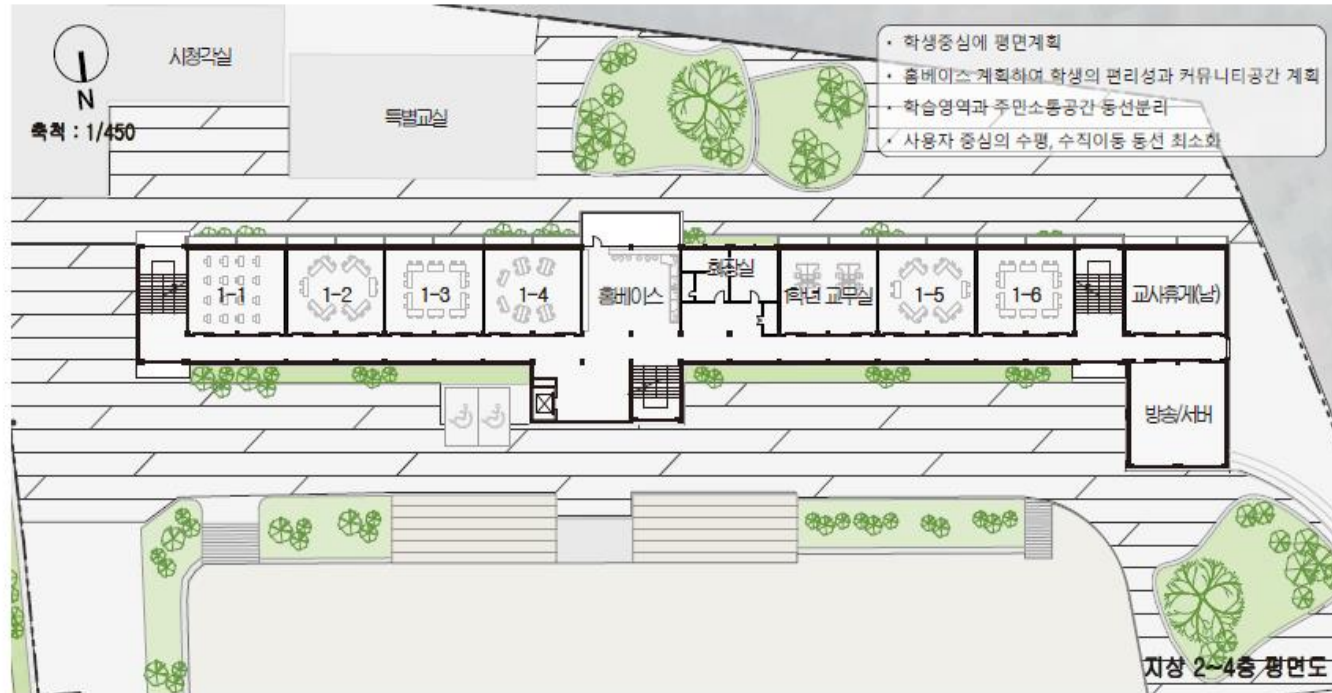 시청각실
N
축척 : 1/450
특별교실
• 학생중심에 평면계획
• 홈베이스 계획하여 학생의 편리성과 커뮤니티공간 계획
• 학습영역과 주민소통공간 동선분리
• 사용자 중심의 수평, 수직이동 동선 최소화
1-1
1-2
1-3
1-4
홈베이스
화장실
1학년 교무실
1-5
1-6
교사휴게(남)
방송/서버
지상 2~4층 평면도